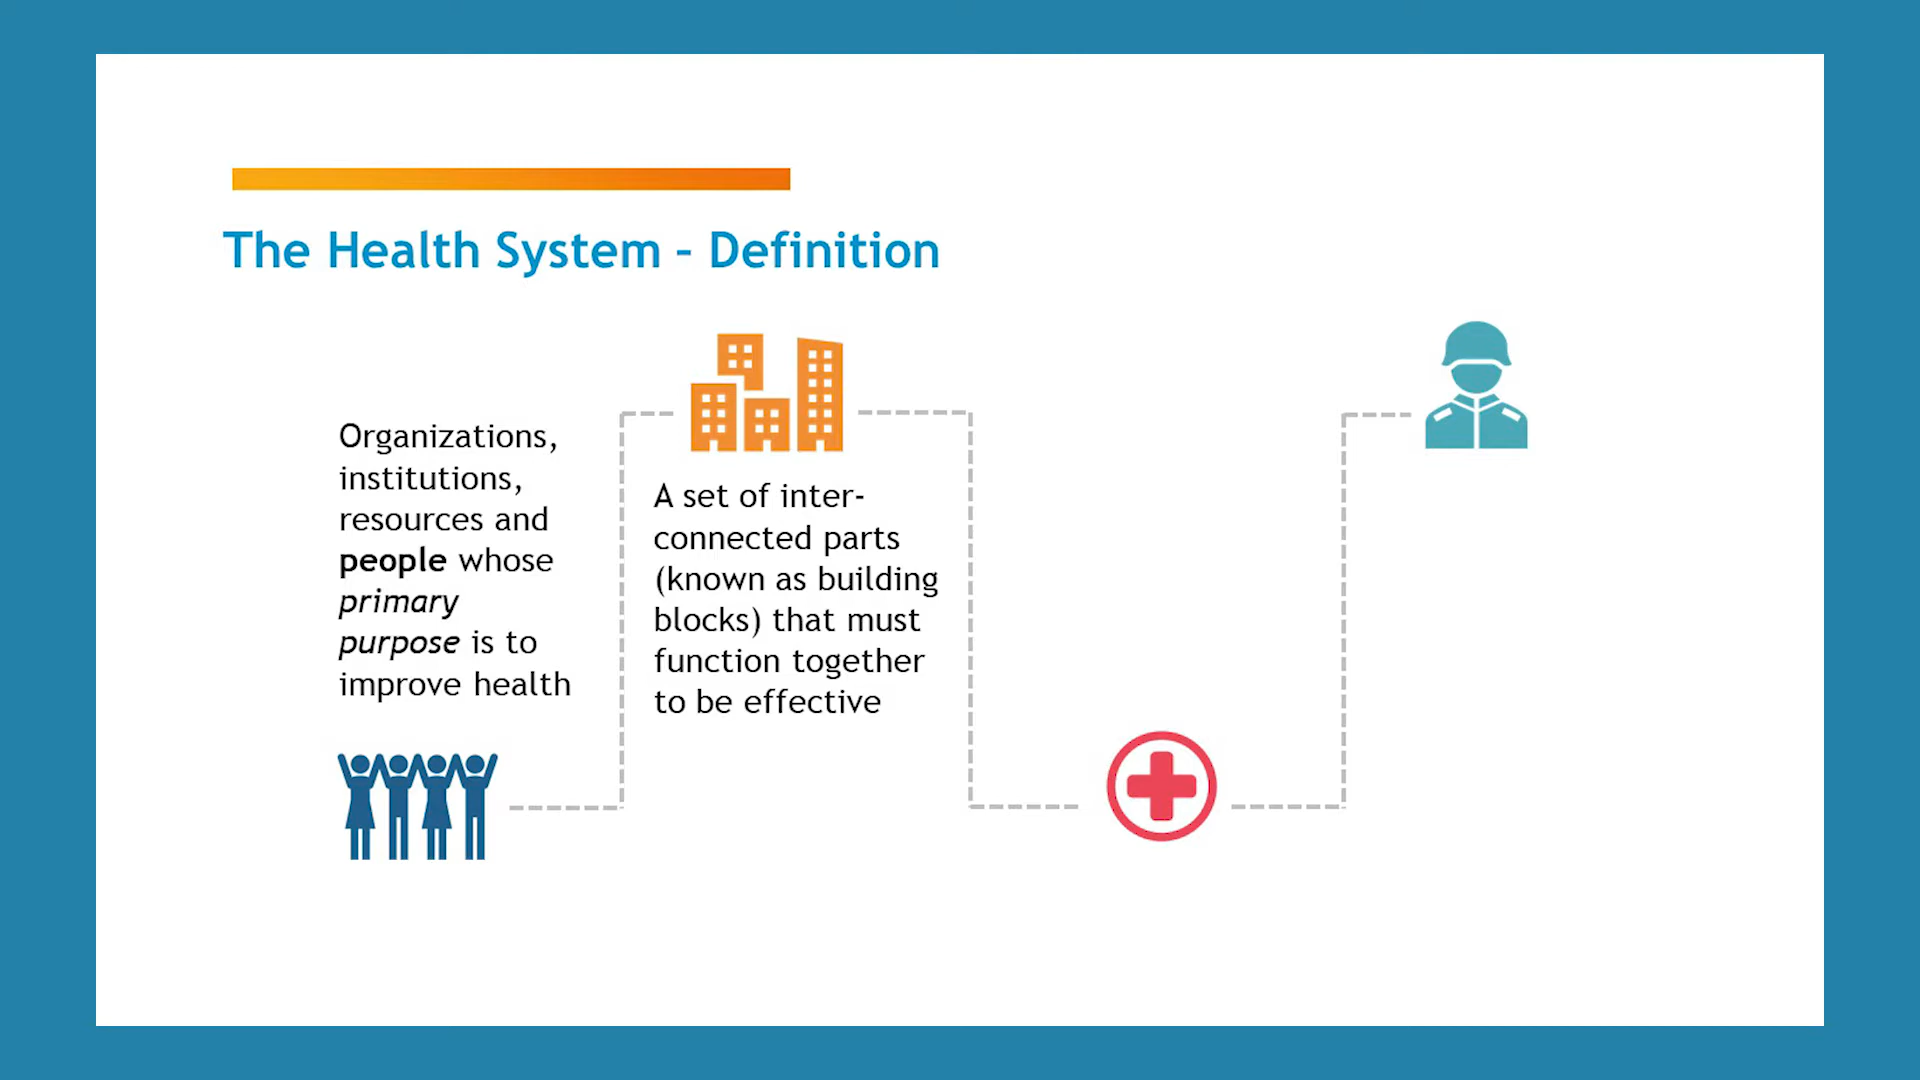 The Health System – Definition
Organizations,
institutions,
resources and
people whose
primary
purpose is to
improve health
A set of inter-
connected parts
(known as building
blocks) that must
function together
to be effective